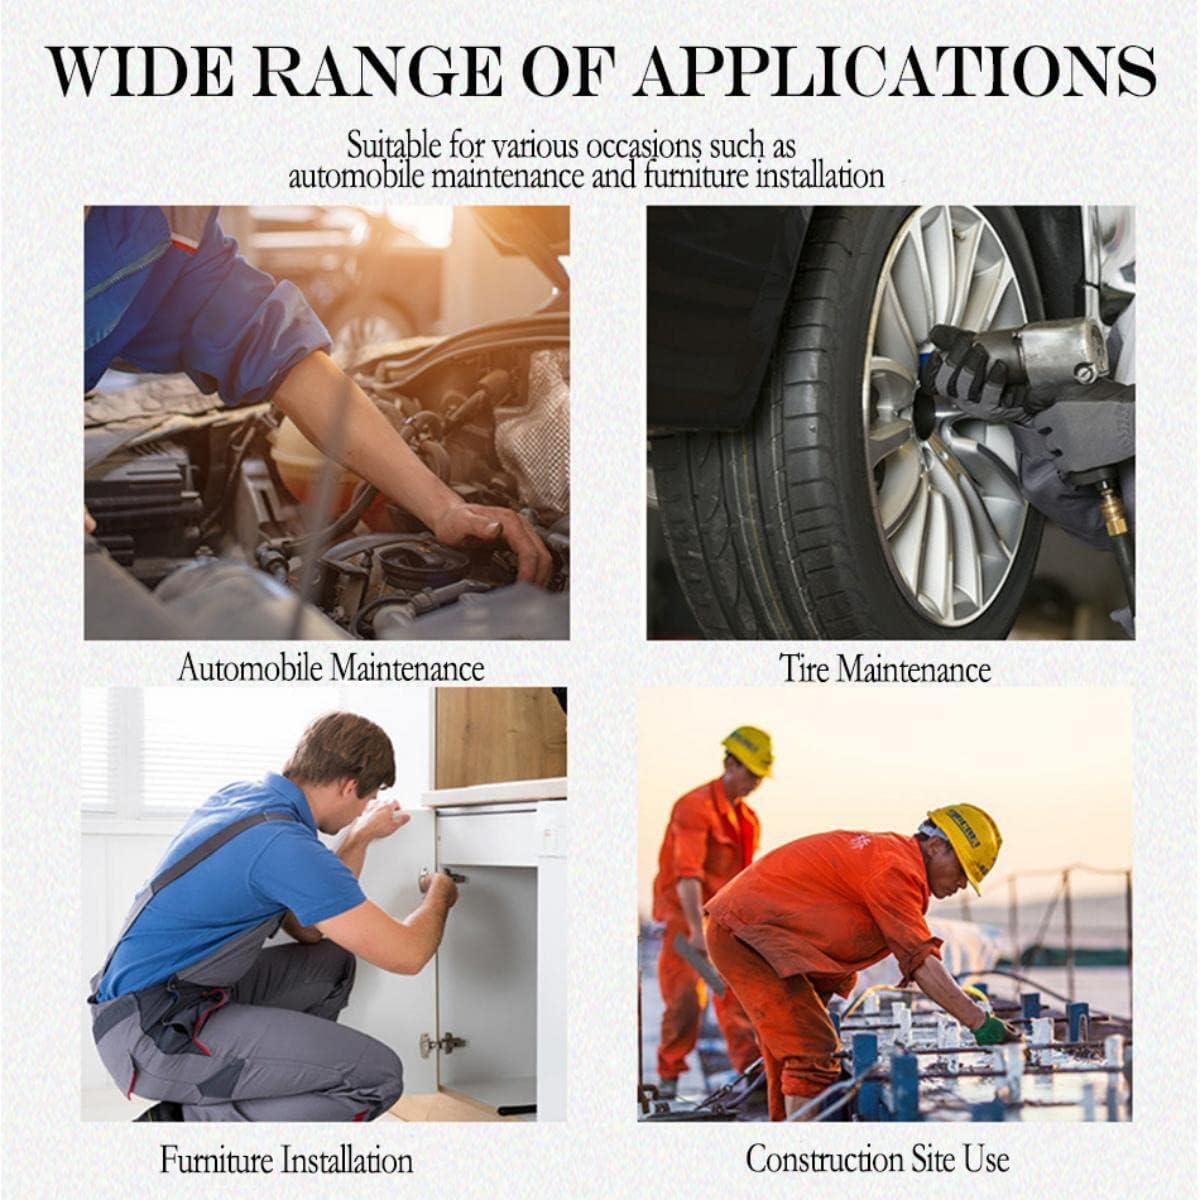 WIDE RANGE OF APPLICATIONS
Suitable for various occasions such as
automobile maintenance and furniture installation
Automobile Maintenance
Tire Maintenance
Furniture Installation
Construction Site Use